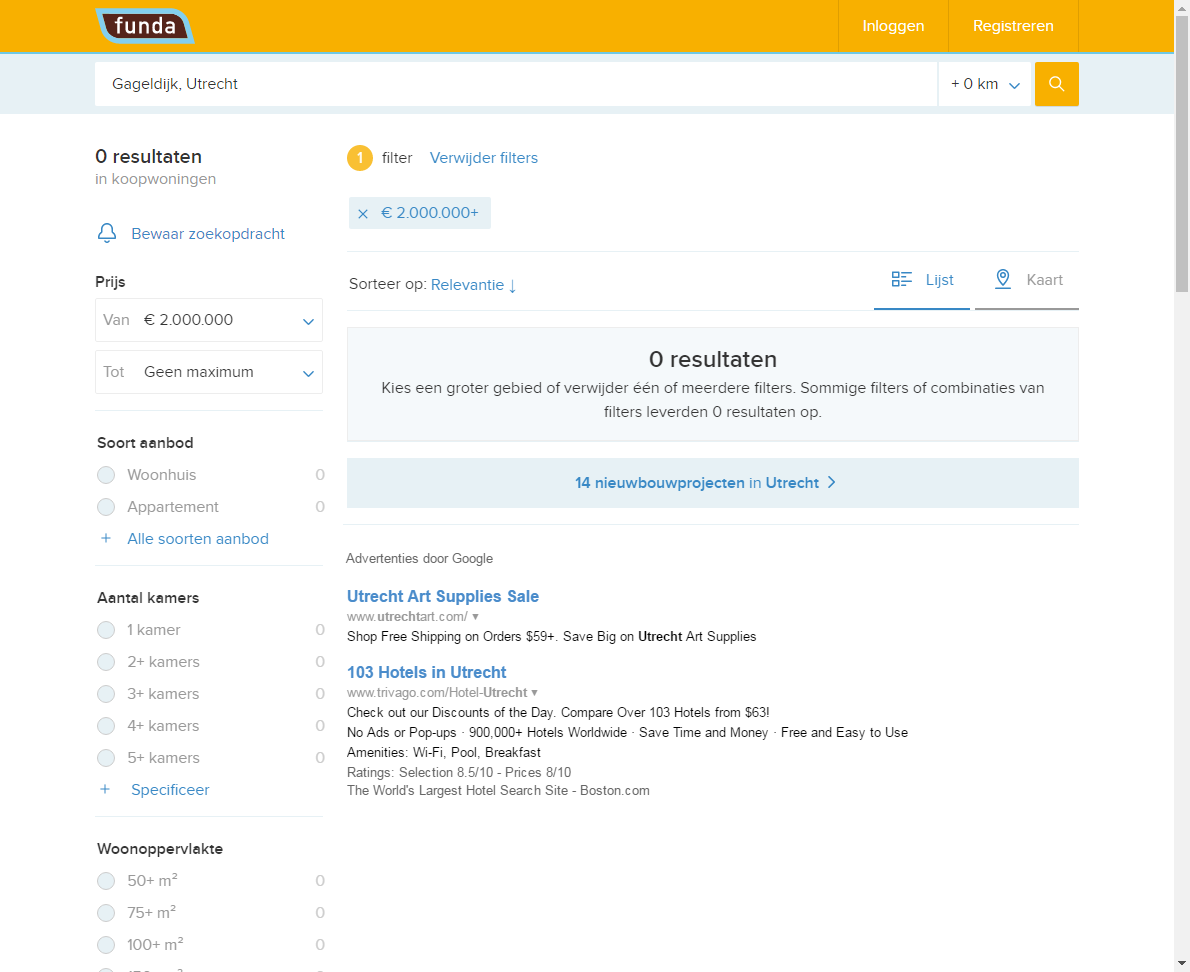 funda
Inloggen
Registreren
Gageldijk, Utrecht
+ 0 km
0 resultaten
in koopwoningen
Bewaar zoekopdracht
Prijs
Van € 2.000.000
Tot Geen maximum
Soort aanbod
Woonhuis 0
Appartement 0
+ Alle soorten aanbod
Aantal kamers
1 kamer 0
2+ kamers 0
3+ kamers 0
4+ kamers 0
5+ kamers 0
+ Specificeer
Woonoppervlakte
50+ m² 0
75+ m² 0
100+ m² 0
1 filter Verwijder filters
× € 2.000.000+
Sorteer op: Relevantie ↓
Lijst
Kaart
0 resultaten
Kies een groter gebied of verwijder één of meerdere filters. Sommige filters of combinaties van
filters leverden 0 resultaten op.
14 nieuwbouwprojecten in Utrecht >
Advertenties door Google
Utrecht Art Supplies Sale
www.utrechtart.com/ ▼
Shop Free Shipping on Orders $59+. Save Big on Utrecht Art Supplies
103 Hotels in Utrecht
www.trivago.com/Hotel-Utrecht ▼
Check out our Discounts of the Day. Compare Over 103 Hotels from $63!
No Ads or Pop-ups · 900,000+ Hotels Worldwide · Save Time and Money · Free and Easy to Use
Amenities: Wi-Fi, Pool, Breakfast
Ratings: Selection 8.5/10 - Prices 8/10
The World's Largest Hotel Search Site - Boston.com